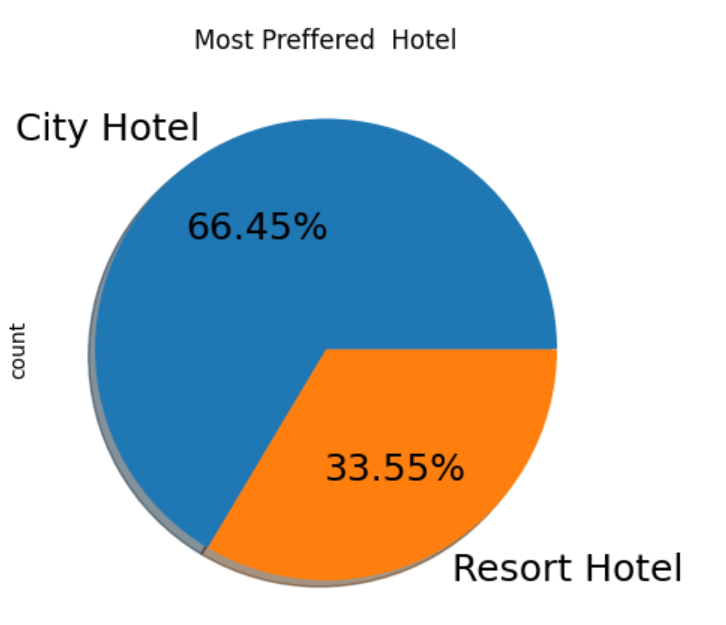 Most Preffered  Hotel
City Hotel
66.45%
count
33.55%
Resort Hotel